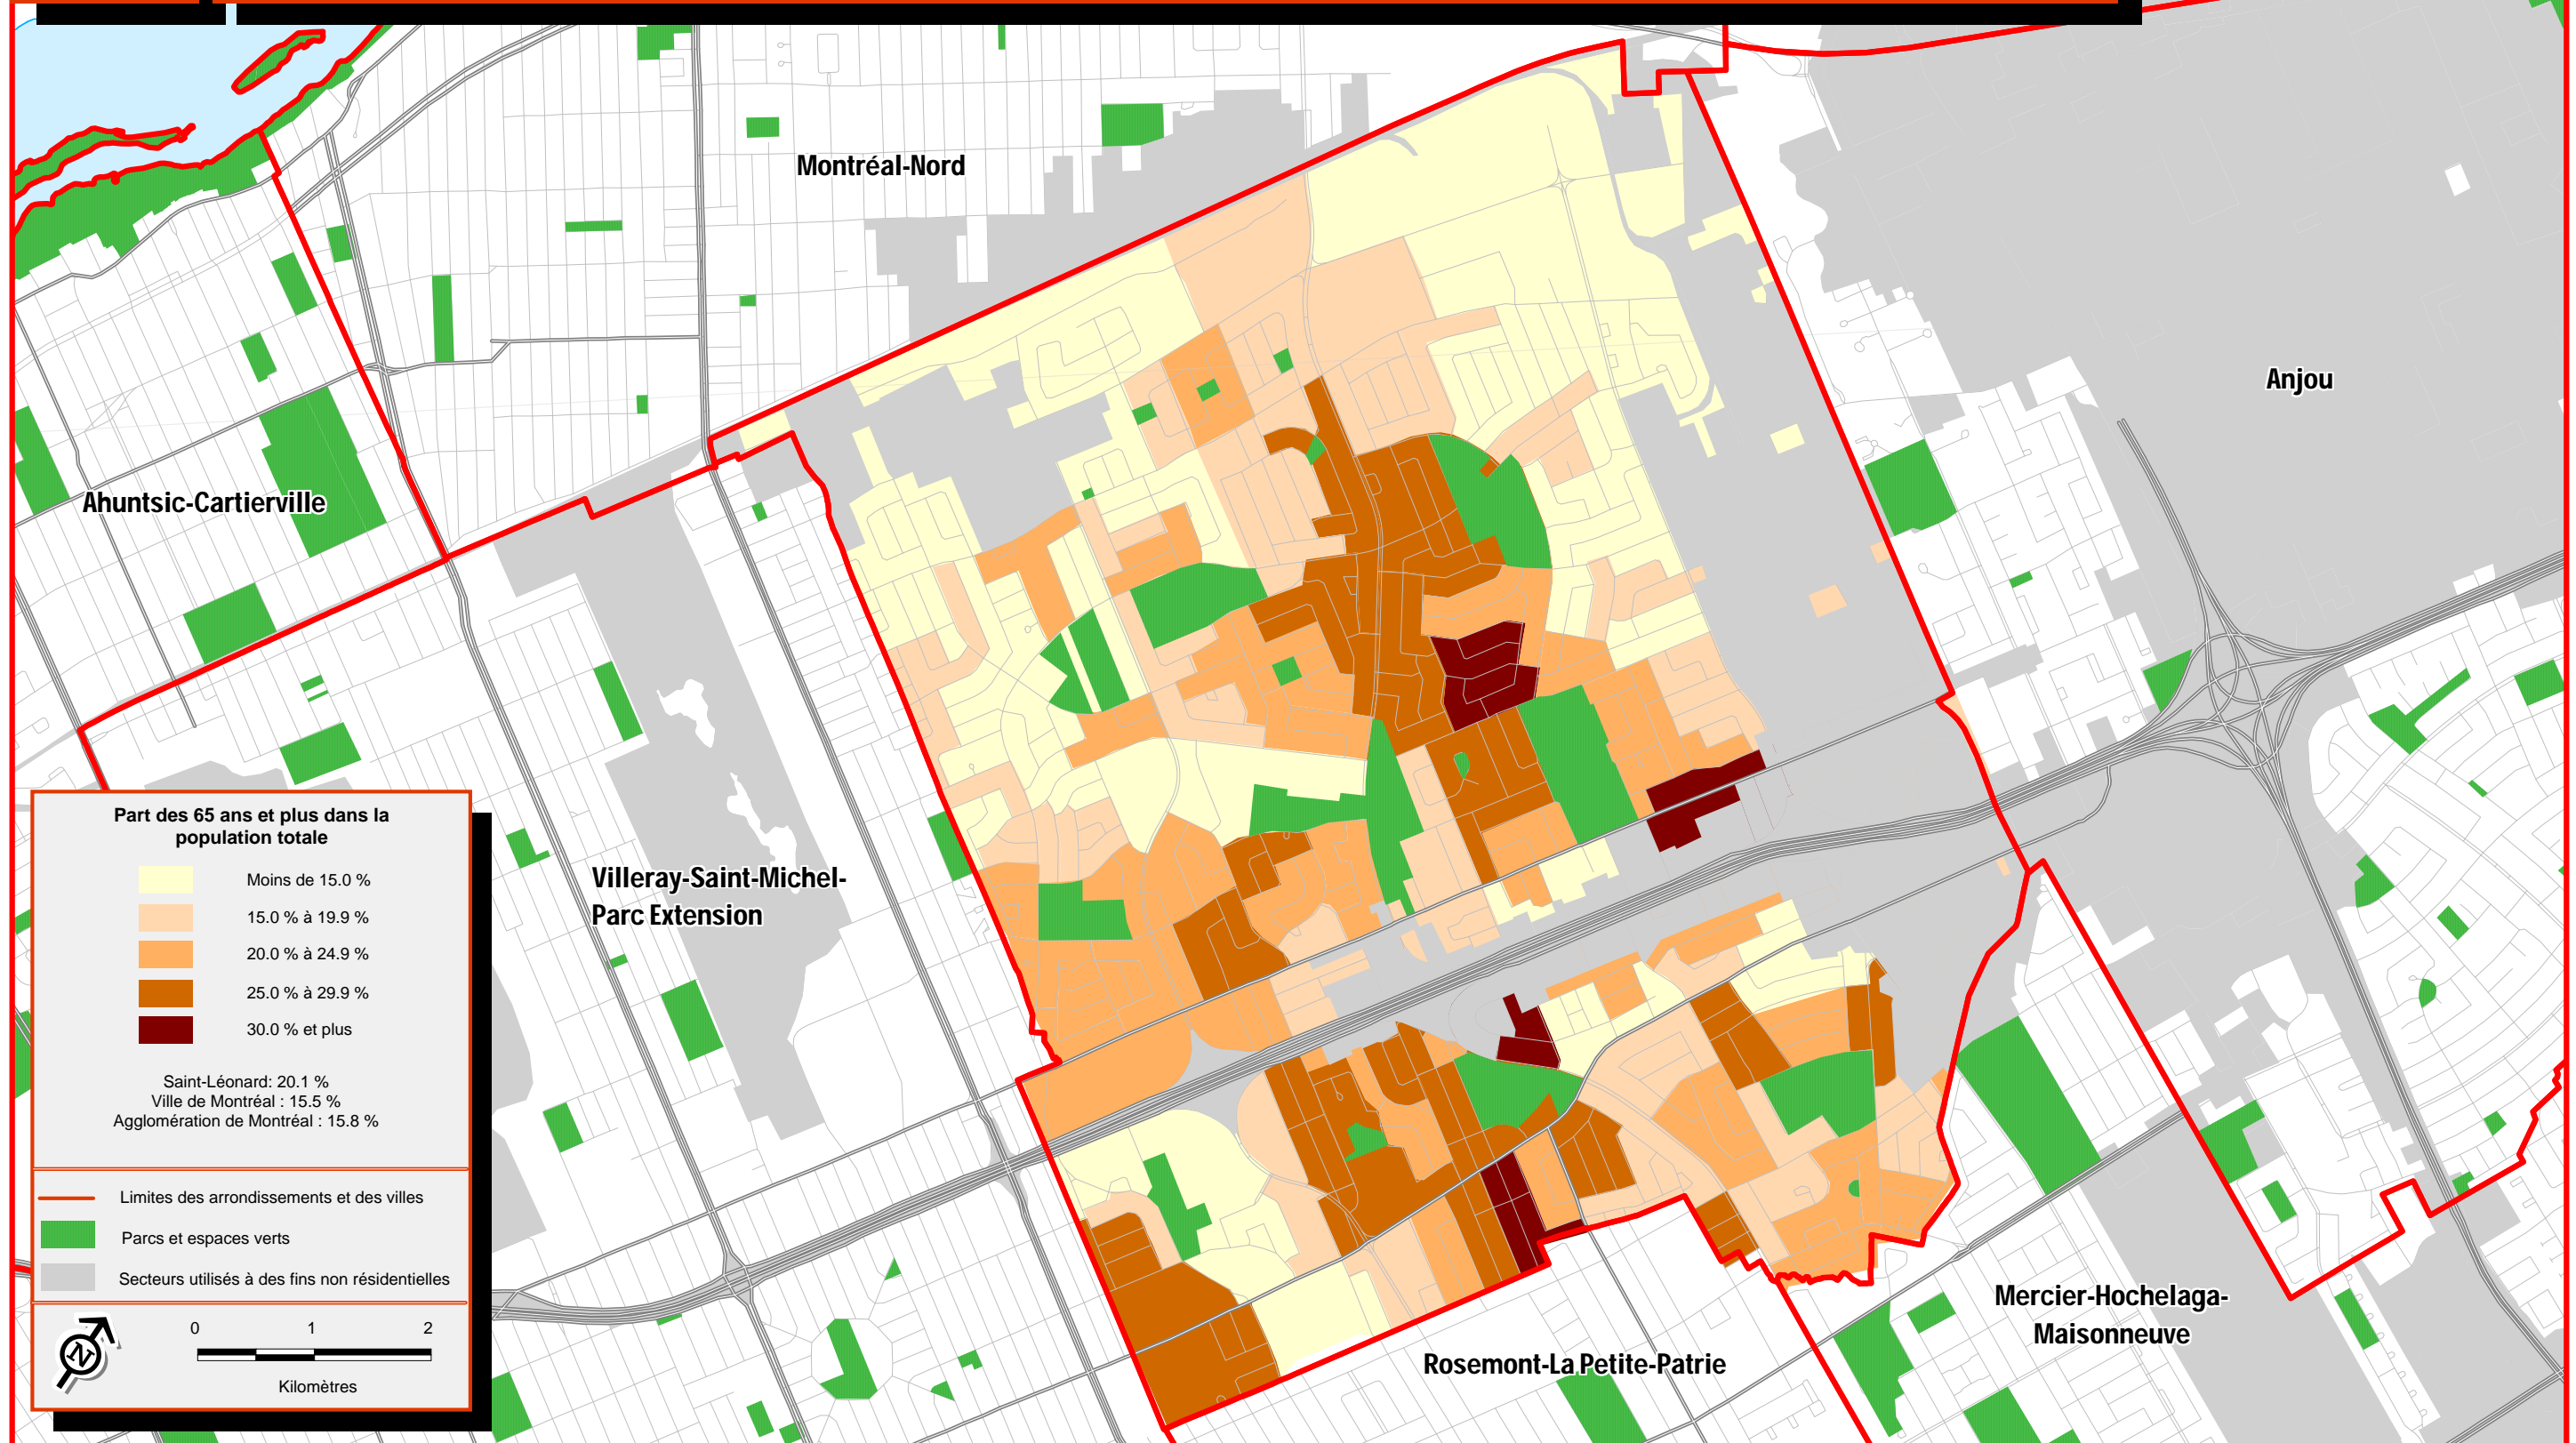 Montréal-Nord
Anjou
Ahuntsic-Cartierville
Villeray-Saint-Michel-
Parc Extension
Part des 65 ans et plus dans la
population totale
Moins de 15.0 %
15.0 % à 19.9 %
20.0 % à 24.9 %
25.0 % à 29.9 %
30.0 % et plus
Saint-Léonard: 20.1 %
Ville de Montréal : 15.5 %
Agglomération de Montréal : 15.8 %
Limites des arrondissements et des villes
Parcs et espaces verts
Secteurs utilisés à des fins non résidentielles
N
0 1 2
Kilomètres
Mercier-Hochelaga-
Maisonneuve
Rosemont-La Petite-Patrie